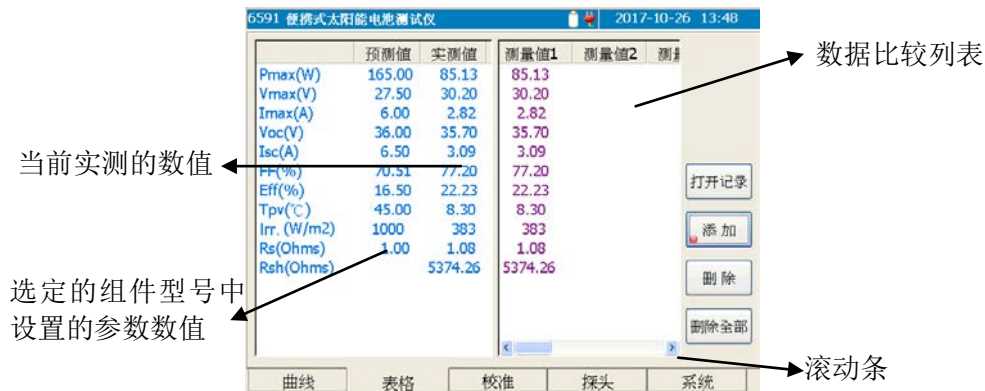 6591 便携式太阳能电池测试仪 2017-10-26 13:48
预测值 实测值 测量值1 测量值2 测
数据比较列表
Pmax(W) 165.00 85.13 85.13
Vmax(V) 27.50 30.20 30.20
Imax(A) 6.00 2.82 2.82
Voc(V) 36.00 35.70 35.70
Isc(A) 6.50 3.09 3.09
当前实测的数值
FF(%) 70.51 77.20 77.20
Eff(%) 16.50 22.23 22.23
打开记录
Tpv(℃) 45.00 8.30 8.30
Irr. (W/m2) 1000 383 383
添加
Rs(Ohms) 1.00 1.08 1.08
Rsh(Ohms) 5374.26 5374.26
删除
选定的组件型号中
设置的参数数值
删除全部
滚动条
曲线 表格 校准 探头 系统